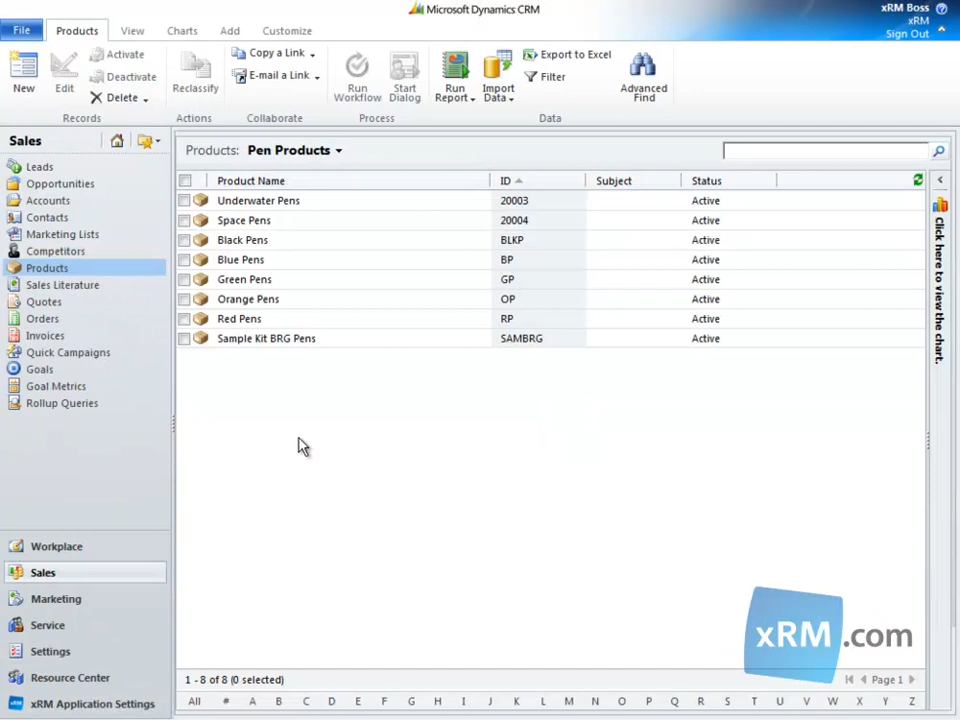 Microsoft Dynamics CRM
xRM Boss
xRM
Sign Out
File
Products
View
Charts
Add
Customize
New
Edit
Activate
Deactivate
Delete
Records
Reclassify
Actions
Copy a Link
E-mail a Link
Collaborate
Run Workflow
Start Dialog
Process
Run Report
Import Data
Export to Excel
Filter
Data
Advanced Find
Sales
Leads
Opportunities
Accounts
Contacts
Marketing Lists
Competitors
Products
Sales Literature
Quotes
Orders
Invoices
Quick Campaigns
Goals
Goal Metrics
Rollup Queries
Workplace
Sales
Marketing
Service
Settings
Resource Center
xRM Application Settings
Products: Pen Products
Product Name ID Subject Status
Underwater Pens 20003 Active
Space Pens 20004 Active
Black Pens BLKP Active
Blue Pens BP Active
Green Pens GP Active
Orange Pens OP Active
Red Pens RP Active
Sample Kit BRG Pens SAMBRG Active
Click here to view the chart.
xRM.com
1 - 8 of 8 (0 selected)
Page 1
All # A B C D E F G H I J K L M N O P Q R S T U V W X Y Z